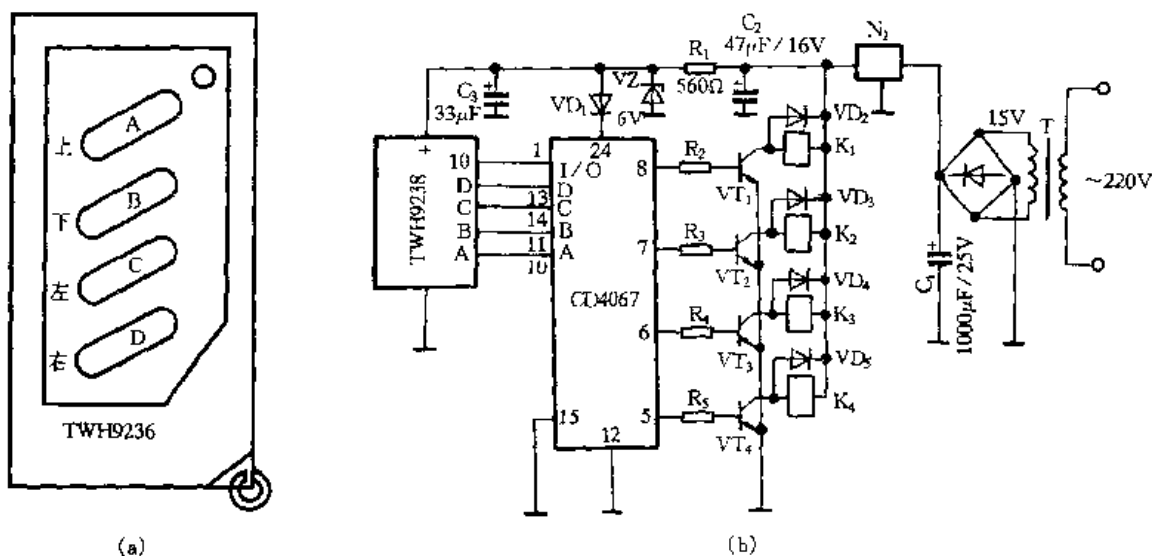 A
上
B
下
C
左
D
右
TWH9236
(a)
C₂
47μF/16V
N₂
R₁
560Ω
VZ
6V
C₃
33μF
VD₁
15V
T
~220V
C₁
1000μF/25V
TWH9238
+
10
D
C
B
A
1
I/O
D
13
C
14
B
11
A
10
24
CD4067
8
7
6
5
15
12
R₂
R₃
R₄
R₅
VT₁
VT₂
VT₃
VT₄
VD₂
K₁
VD₃
K₂
VD₄
K₃
VD₅
K₄
(b)